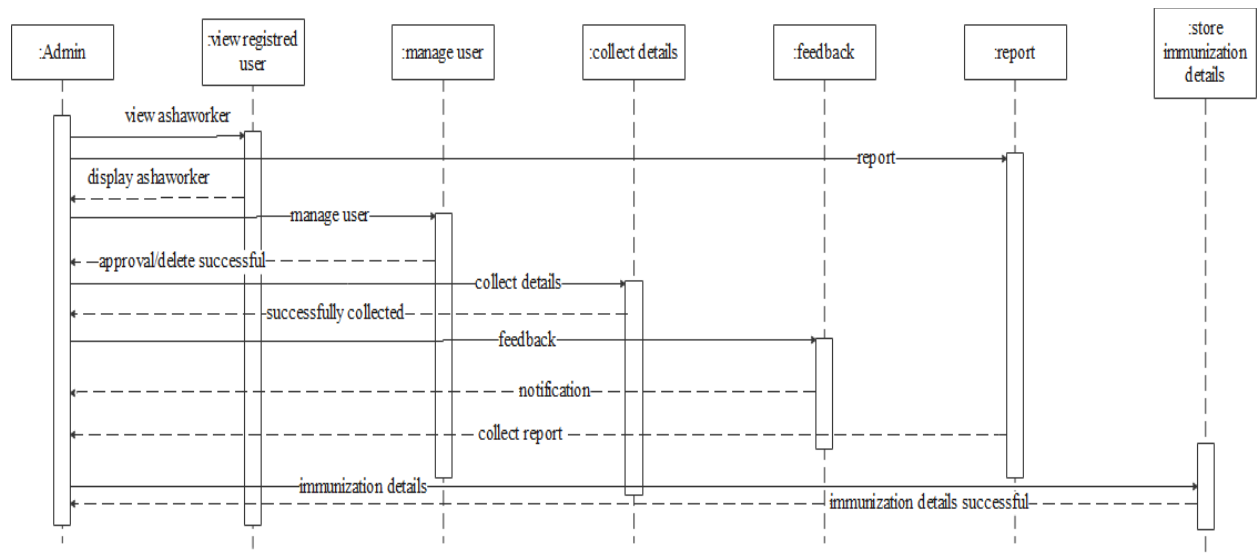 :Admin
:view registred
user
:manage user
:collect details
:feedback
:report
:store
immunization
details
view ashaworker
report
display ashaworker
manage user
approval/delete successful
collect details
successfully collected
feedback
notification
collect report
immunization details
immunization details successful